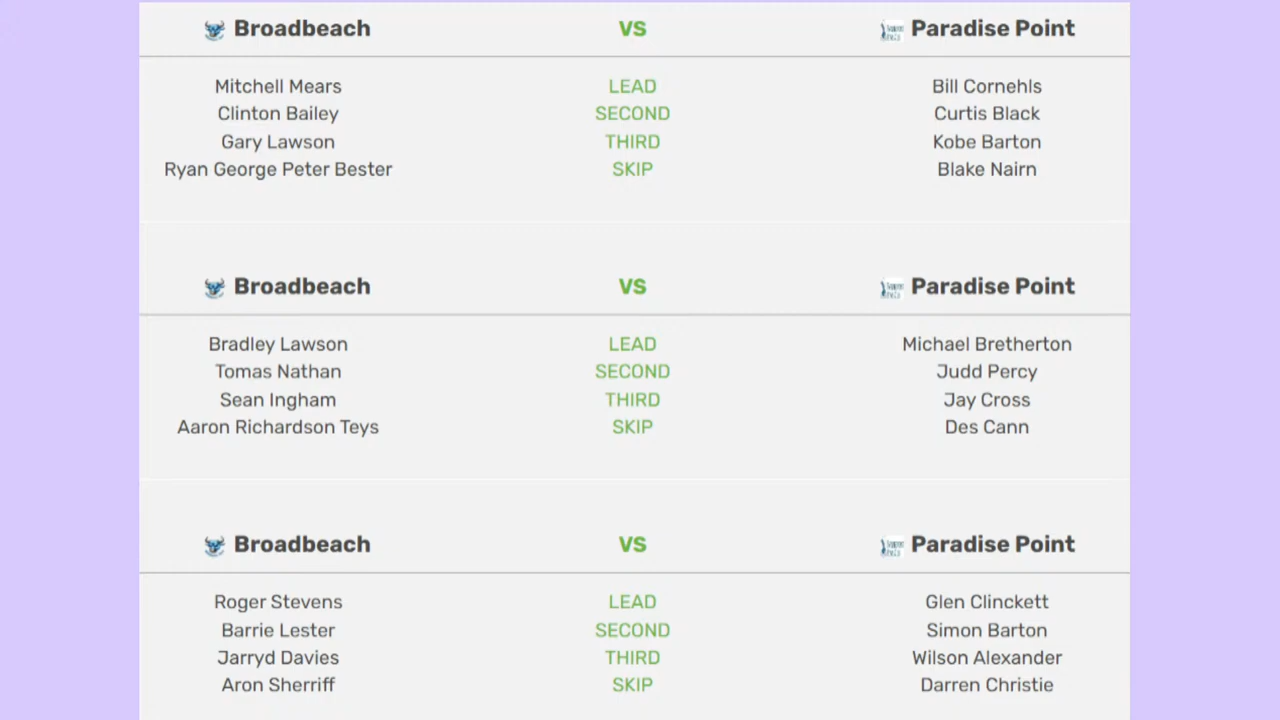 Broadbeach VS Paradise Point
Mitchell Mears LEAD Bill Cornehls
Clinton Bailey SECOND Curtis Black
Gary Lawson THIRD Kobe Barton
Ryan George Peter Bester SKIP Blake Nairn
Broadbeach VS Paradise Point
Bradley Lawson LEAD Michael Bretherton
Tomas Nathan SECOND Judd Percy
Sean Ingham THIRD Jay Cross
Aaron Richardson Teys SKIP Des Cann
Broadbeach VS Paradise Point
Roger Stevens LEAD Glen Clinckett
Barrie Lester SECOND Simon Barton
Jarryd Davies THIRD Wilson Alexander
Aron Sherriff SKIP Darren Christie